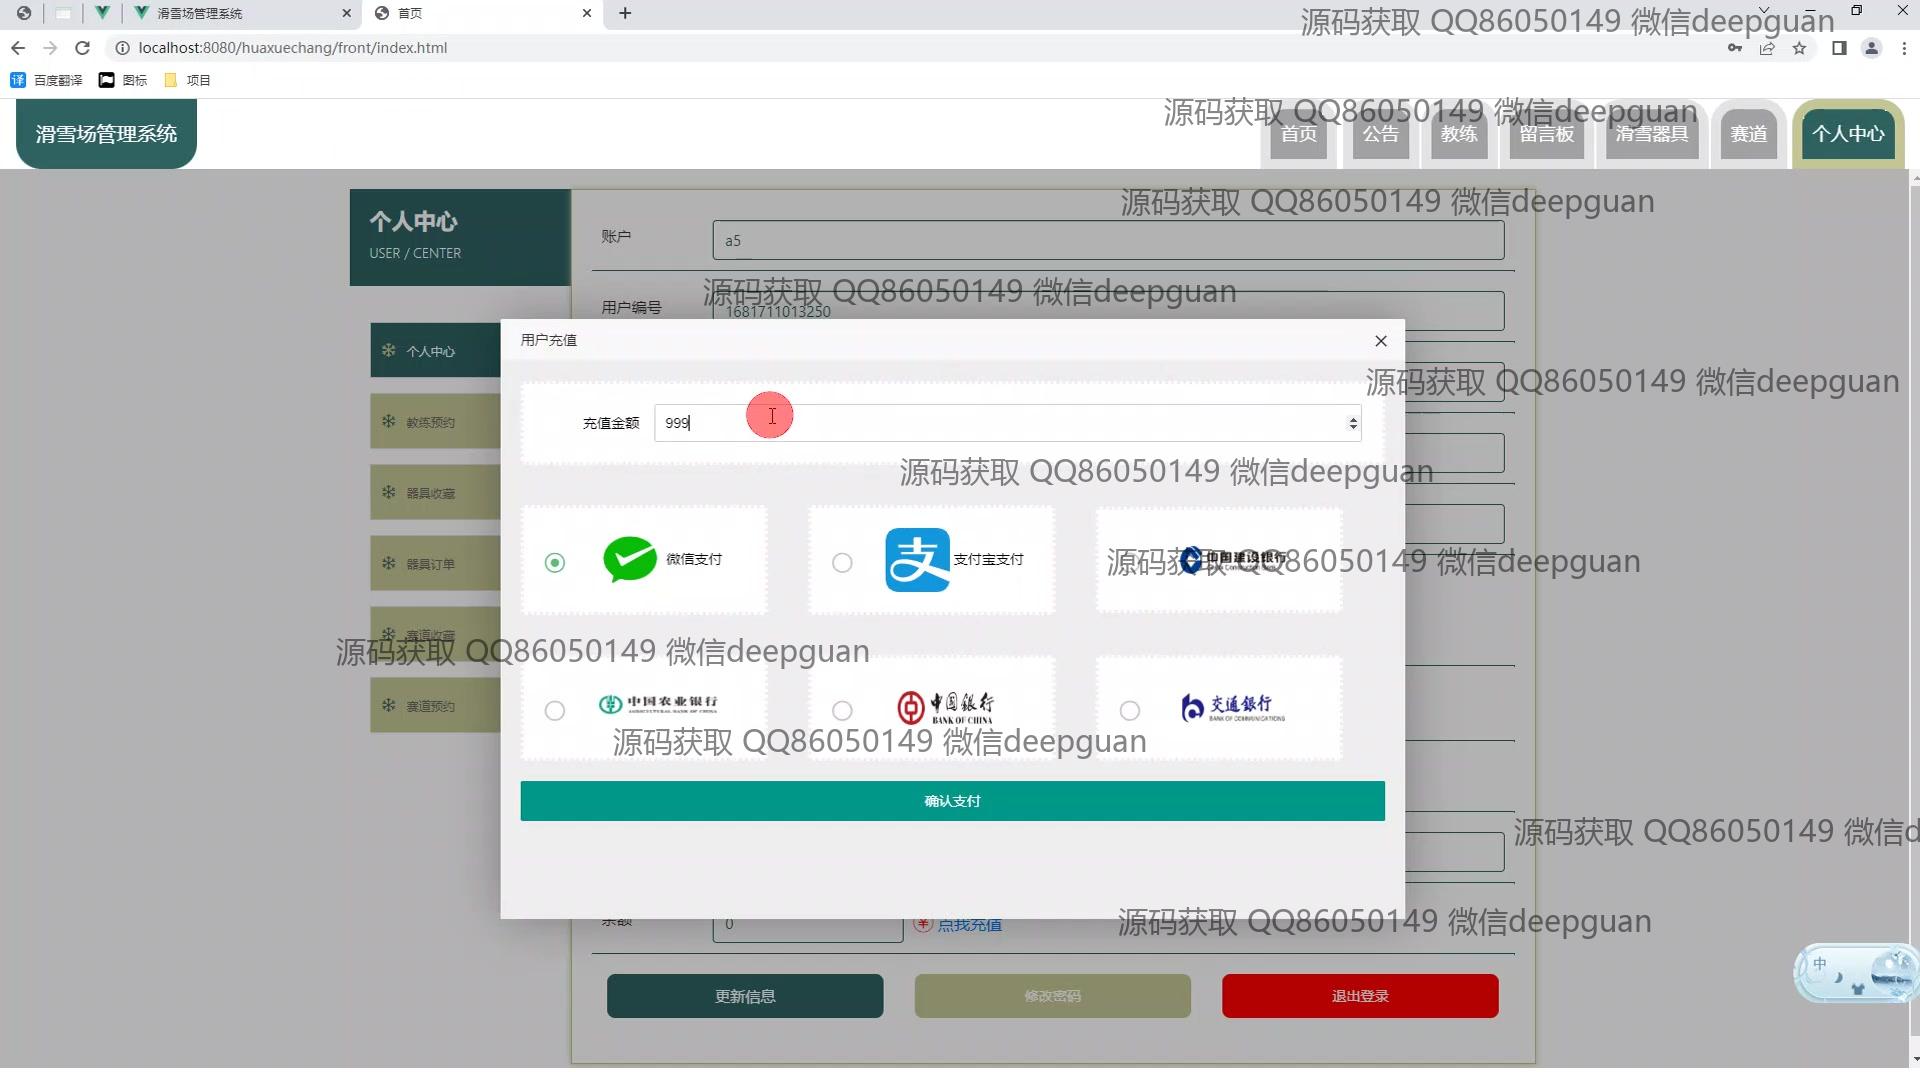 滑雪场管理系统
首页
localhost:8080/huaxuechang/front/index.html
译 百度翻译
图标
项目
源码获取 QQ86050149 微信deepguan
滑雪场管理系统
源码获取 QQ86050149 微信deepguan
首页
公告
教练
留言板
滑雪器具
赛道
个人中心
个人中心
USER / CENTER
源码获取 QQ86050149 微信deepguan
账户
a5
源码获取 QQ86050149 微信deepguan
用户编号
1681711013250
用户充值
个人中心
源码获取 QQ86050149 微信deepguan
充值金额
999
教练预约
源码获取 QQ86050149 微信deepguan
器具收藏
微信支付
支
支付宝支付
中国建设银行
China Construction Bank
源码获取 QQ86050149 微信deepguan
器具订单
赛道收藏
源码获取 QQ86050149 微信deepguan
赛道预约
中国农业银行
AGRICULTURAL BANK OF CHINA
中国银行
BANK OF CHINA
交通银行
BANK OF COMMUNICATIONS
源码获取 QQ86050149 微信deepguan
确认支付
源码获取 QQ86050149 微信d
余额
0
点我充值
源码获取 QQ86050149 微信deepguan
中
更新信息
修改密码
退出登录